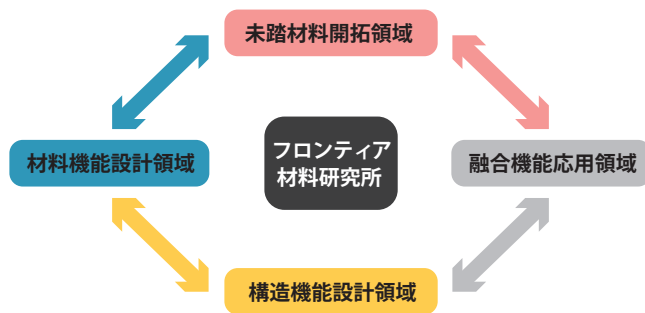 未踏材料開拓領域
材料機能設計領域
フロンティア
材料研究所
融合機能応用領域
構造機能設計領域